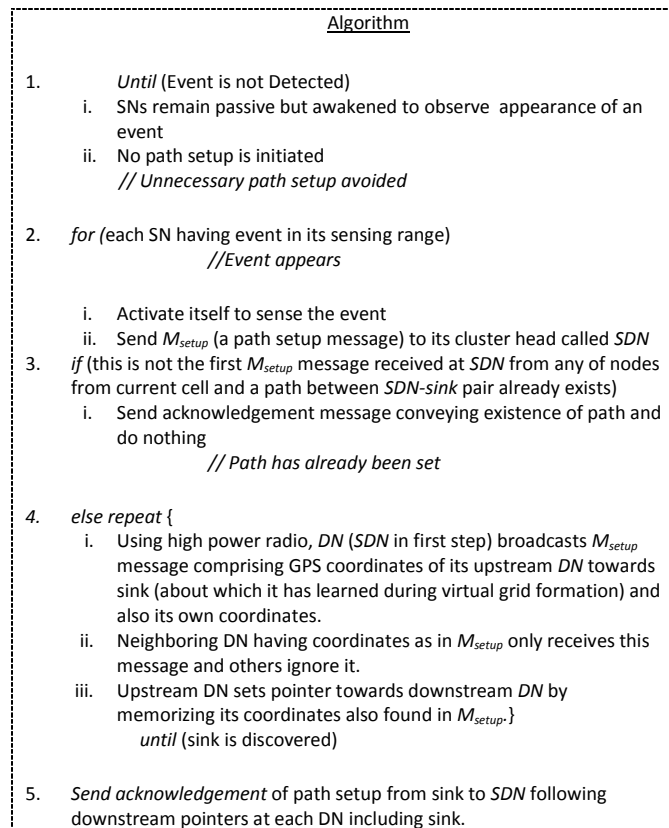 Algorithm
1. Until (Event is not Detected)
i. SNs remain passive but awakened to observe appearance of an
event
ii. No path setup is initiated
// Unnecessary path setup avoided
2. for (each SN having event in its sensing range)
//Event appears
i. Activate itself to sense the event
ii. Send Msetup (a path setup message) to its cluster head called SDN
3. if (this is not the first Msetup message received at SDN from any of nodes
from current cell and a path between SDN-sink pair already exists)
i. Send acknowledgement message conveying existence of path and
do nothing
// Path has already been set
4. else repeat {
i. Using high power radio, DN (SDN in first step) broadcasts Msetup
message comprising GPS coordinates of its upstream DN towards
sink (about which it has learned during virtual grid formation) and
also its own coordinates.
ii. Neighboring DN having coordinates as in Msetup only receives this
message and others ignore it.
iii. Upstream DN sets pointer towards downstream DN by
memorizing its coordinates also found in Msetup.}
until (sink is discovered)
5. Send acknowledgement of path setup from sink to SDN following
downstream pointers at each DN including sink.